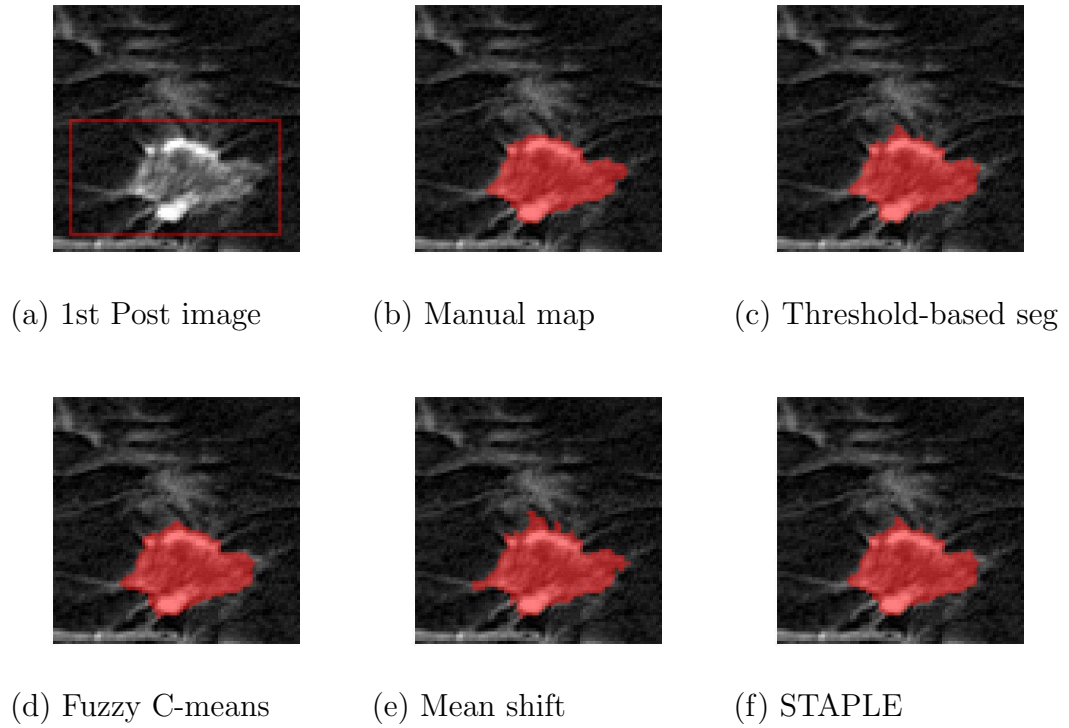 (a) 1st Post image
(b) Manual map
(c) Threshold-based seg
(d) Fuzzy C-means
(e) Mean shift
(f) STAPLE